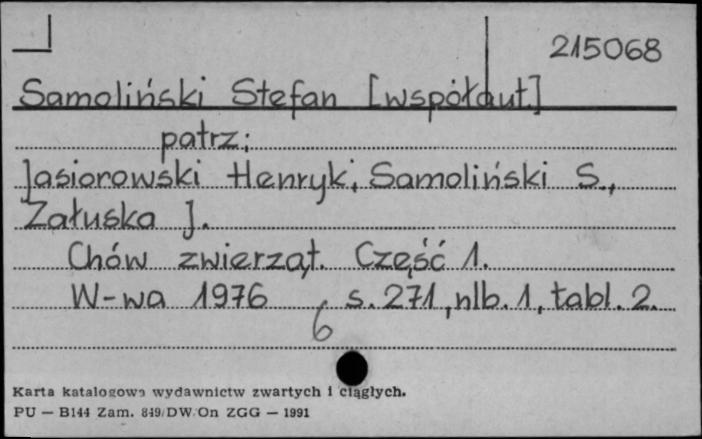 215068
Samoliński Stefan [współaut.]
patrz:
Jasiorowski Henryk, Samoliński S.,
Załuska J.
Chów zwierząt. Część 1.
W-wa 1976 , s. 271, nlb. 1, tabl. 2.
6
Karta katalogowa wydawnictw zwartych i ciągłych.
PU — B144 Zam. 849/DW/On ZGG — 1991